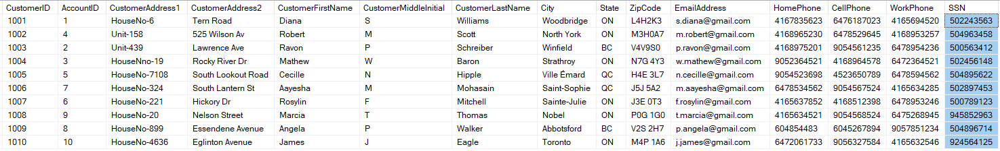 CustomerID AccountID CustomerAddress1 CustomerAddress2 CustomerFirstName CustomerMiddleInitial CustomerLastName City State ZipCode EmailAddress HomePhone CellPhone WorkPhone SSN
1001 1 HouseNo-6 Tern Road Diana S Williams Woodbridge ON L4H2K3 s.diana@gmail.com 4167835623 6476187023 4165694520 502243563
1002 4 Unit-158 525 Wilson Av Robert M Scott North York ON M3H0A7 m.robert@gmail.com 4168965230 6478529645 4168953257 504963458
1003 2 Unit-439 Lawrence Ave Ravon P Schreiber Winfield BC V4V9S0 p.ravon@gmail.com 4168975201 9054561235 6478954236 500563412
1004 3 HouseNno-19 Rocky River Dr Mathew W Baron Strathroy ON N7G 4Y3 w.mathew@gmail.com 9052364521 4168964578 6472364521 502456148
1005 5 HouseNo-7108 South Lookout Road Cecille N Hipple Ville Émard QC H4E 3L7 n.cecille@gmail.com 9054523698 4523650789 6478594562 504895622
1006 7 HouseNo-324 South Lantern St Aayesha M Mohasain Saint-Sophie QC J5J 5A2 m.aayesha@gmail.com 6478534562 9054567524 4165634285 502897453
1007 6 HouseNo-221 Hickory Dr Rosylin F Mitchell Sainte-Julie ON J3E 0T3 f.rosylin@gmail.com 4165637852 4168512398 6478953246 500789123
1008 9 HouseNo-20 Nelson Street Marcia T Thomas Nobel ON P0G 1G0 t.marcia@gmail.com 4165634521 9054568524 6475268945 945852963
1009 8 HouseNo-899 Essendene Avenue Angela P Walker Abbotsford BC V2S 2H7 p.angela@gmail.com 604854483 6045267894 9057851234 504896714
1010 10 HouseNo-4636 Eglinton Avenue James J Eagle Toronto ON M4P 1A6 j.james@gmail.com 6472061733 9056327584 4165632546 924564125